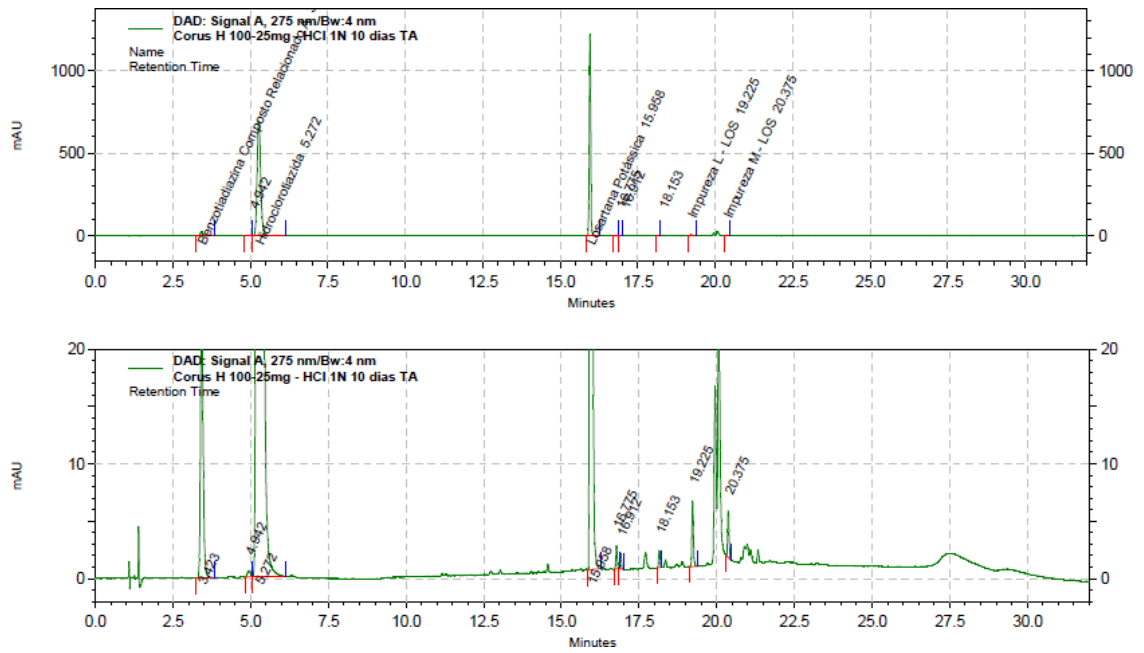 DAD: Signal A, 275 nm/Bw:4 nm
Corus H 100-25mg - HCl 1N 10 dias TA
Name
Retention Time
Benzotiadiazina Composto Relacionado
4.942
Hidroclorotiazida 5.272
Losartana Potássica 15.958
16.775
16.912
18.153
Impureza L - LOS 19.225
Impureza M - LOS 20.375
mAU
1000
500
0
1000
500
0
0.0 2.5 5.0 7.5 10.0 12.5 15.0 17.5 20.0 22.5 25.0 27.5 30.0
Minutes
DAD: Signal A, 275 nm/Bw:4 nm
Corus H 100-25mg - HCl 1N 10 dias TA
Retention Time
3.423
4.942
5.272
15.958
16.775
16.912
18.153
19.225
20.375
mAU
20
10
0
20
10
0
0.0 2.5 5.0 7.5 10.0 12.5 15.0 17.5 20.0 22.5 25.0 27.5 30.0
Minutes